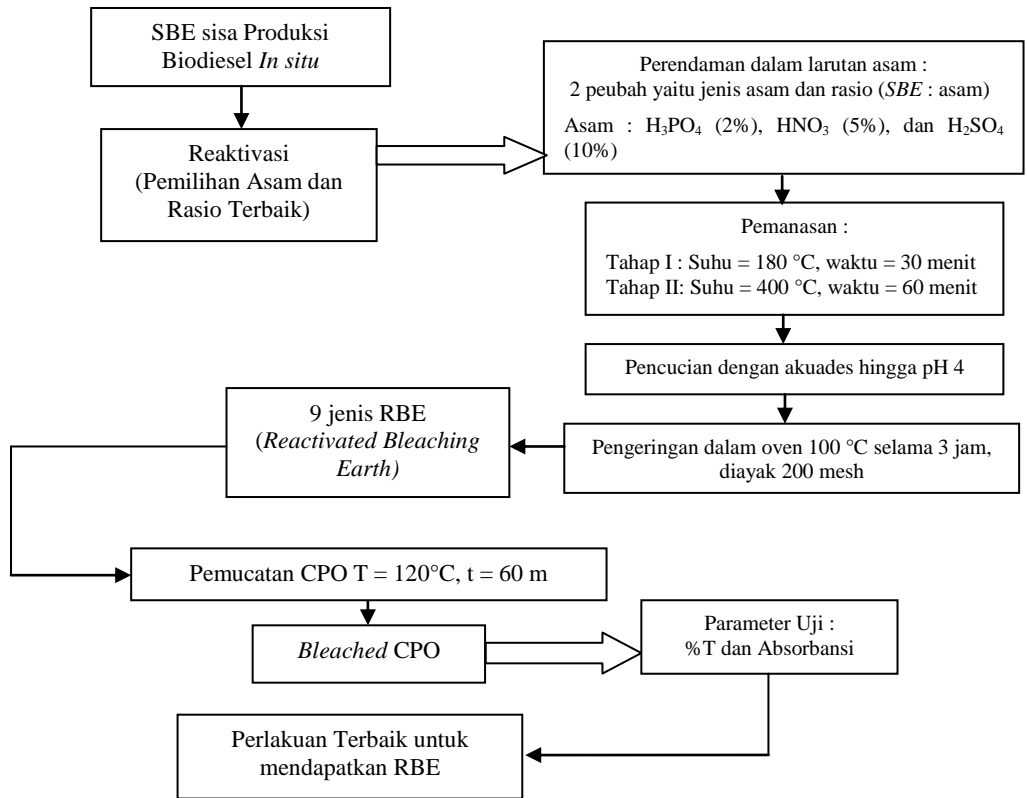 SBE sisa Produksi
Biodiesel In situ
Reaktivasi
(Pemilihan Asam dan
Rasio Terbaik)
Perendaman dalam larutan asam :
2 peubah yaitu jenis asam dan rasio (SBE : asam)
Asam : H₃PO₄ (2%), HNO₃ (5%), dan H₂SO₄
(10%)
Pemanasan :
Tahap I : Suhu = 180 °C, waktu = 30 menit
Tahap II: Suhu = 400 °C, waktu = 60 menit
Pencucian dengan akuades hingga pH 4
Pengeringan dalam oven 100 °C selama 3 jam,
diayak 200 mesh
9 jenis RBE
(Reactivated Bleaching
Earth)
Pemucatan CPO T = 120°C, t = 60 m
Bleached CPO
Parameter Uji :
%T dan Absorbansi
Perlakuan Terbaik untuk
mendapatkan RBE